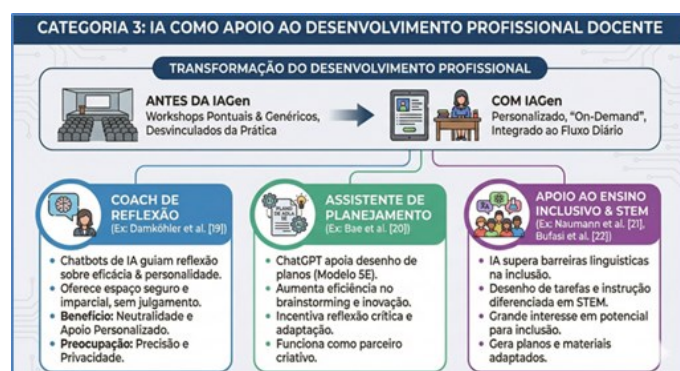 CATEGORIA 3: IA COMO APOIO AO DESENVOLVIMENTO PROFISSIONAL DOCENTE
TRANSFORMAÇÃO DO DESENVOLVIMENTO PROFISSIONAL
ANTES DA IAGen
Workshops Pontuais & Genéricos,
Desvinculados da Prática
COM IAGen
Personalizado, "On-Demand",
Integrado ao Fluxo Diário
COACH DE
REFLEXÃO
(Ex: Damköhler et al. [19])
• Chatbots de IA guiam reflexão
sobre eficácia & personalidade.
• Oferece espaço seguro e
imparcial, sem julgamento.
• Benefício: Neutralidade e
Apoio Personalizado.
• Preocupação: Precisão e
Privacidade.
ASSISTENTE DE
PLANEJAMENTO
(Ex: Bae et al. [20])
PLANO
DE AULA
5E
• ChatGPT apoia desenho de
planos (Modelo 5E).
• Aumenta eficiência no
brainstorming e inovação.
• Incentiva reflexão crítica e
adaptação.
• Funciona como parceiro
criativo.
APOIO AO ENSINO
INCLUSIVO & STEM
(Ex: Naumann et al. [21],
Bufasi et al. [22])
• IA supera barreiras linguísticas
na inclusão.
• Desenho de tarefas e instrução
diferenciada em STEM.
• Grande interesse em potencial
para inclusão.
• Gera planos e materiais
adaptados.